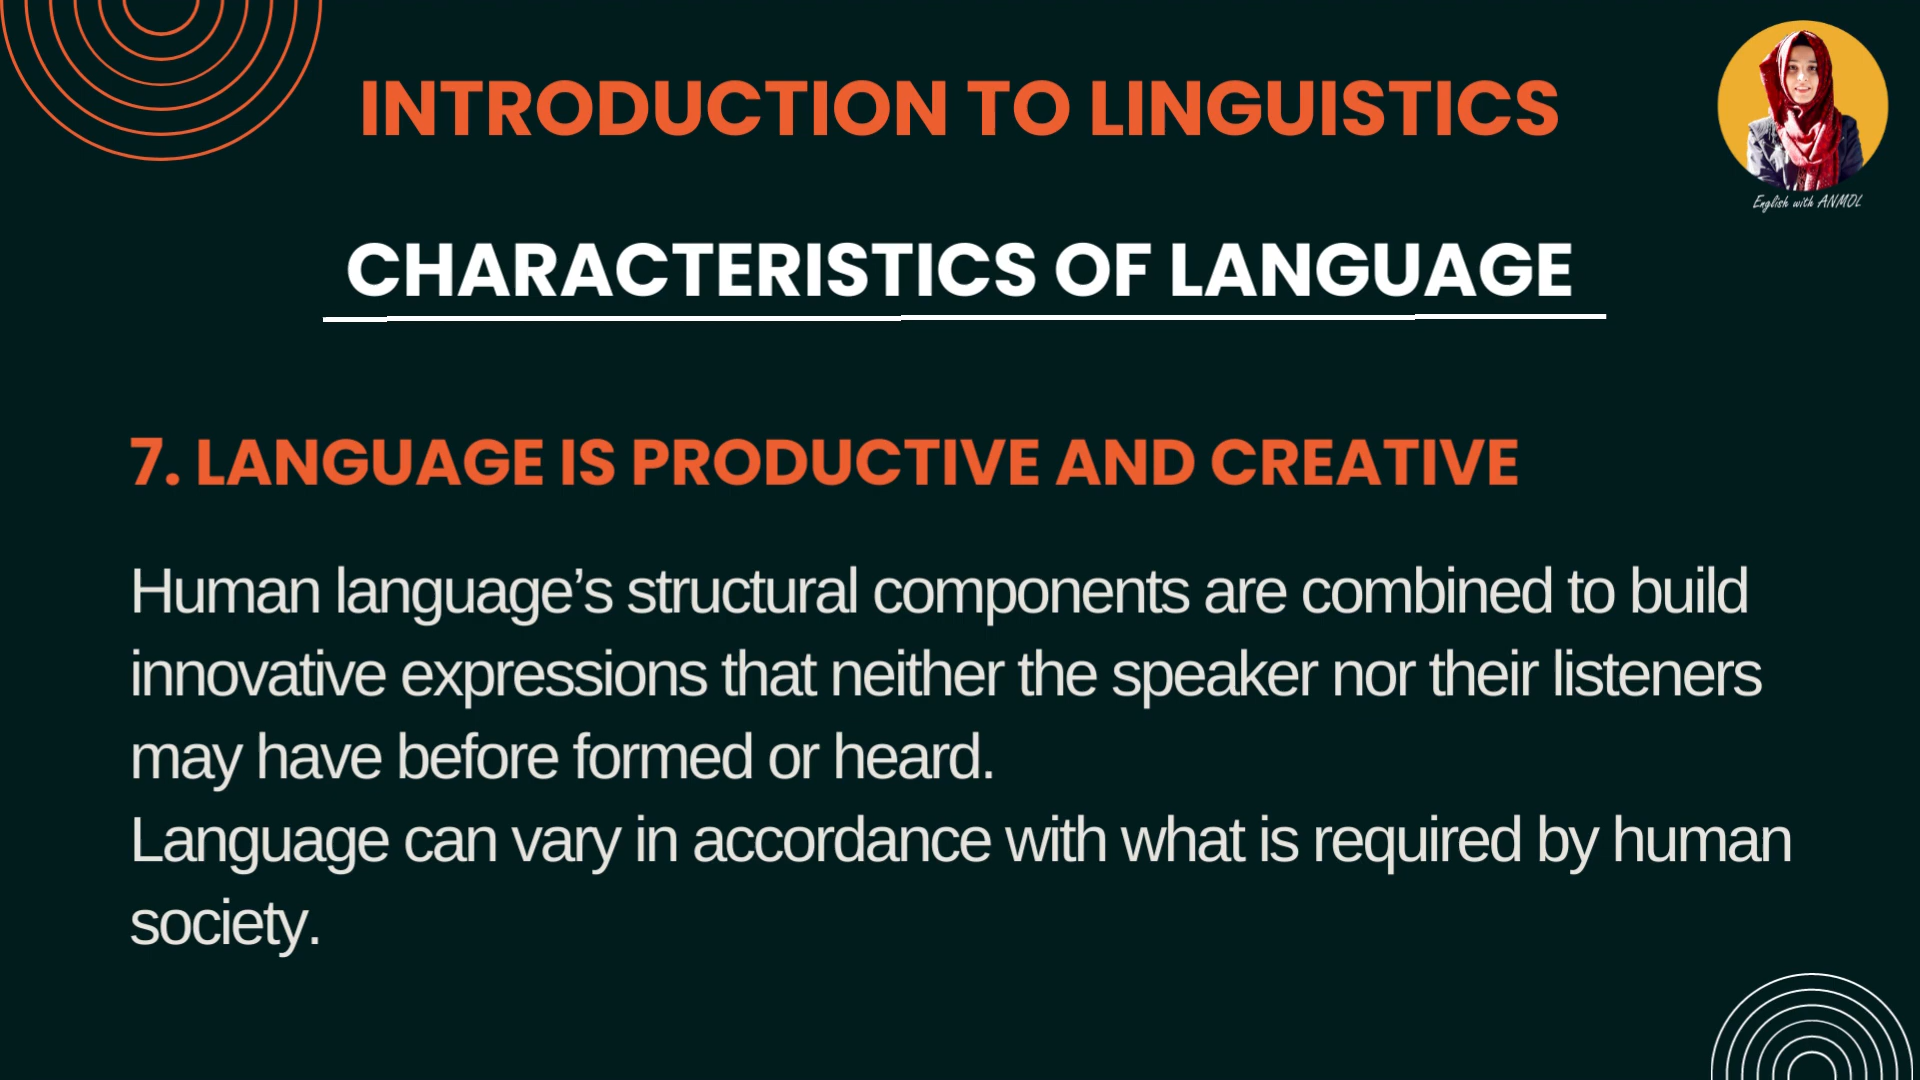 INTRODUCTION TO LINGUISTICS
English with ANMOL
CHARACTERISTICS OF LANGUAGE
7. LANGUAGE IS PRODUCTIVE AND CREATIVE
Human language’s structural components are combined to build
innovative expressions that neither the speaker nor their listeners
may have before formed or heard.
Language can vary in accordance with what is required by human
society.